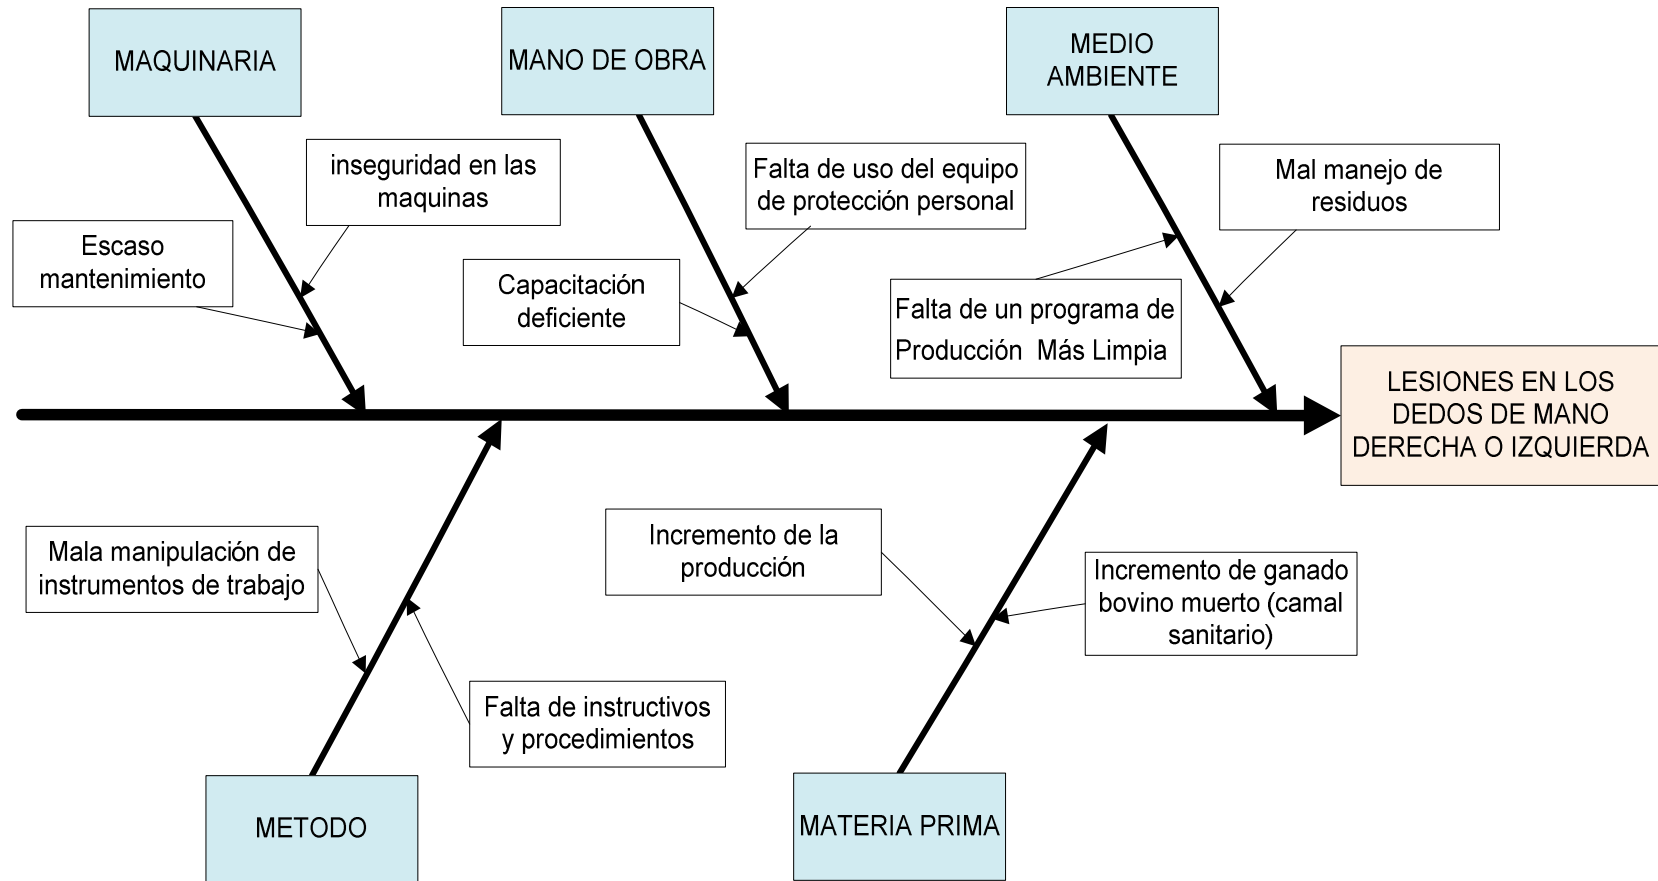 MAQUINARIA
MANO DE OBRA
MEDIO
AMBIENTE
inseguridad en las
maquinas
Escaso
mantenimiento
Falta de uso del equipo
de protección personal
Capacitación
deficiente
Mal manejo de
residuos
Falta de un programa de
Producción Más Limpia
LESIONES EN LOS
DEDOS DE MANO
DERECHA O IZQUIERDA
Mala manipulación de
instrumentos de trabajo
Falta de instructivos
y procedimientos
Incremento de la
producción
Incremento de ganado
bovino muerto (camal
sanitario)
METODO
MATERIA PRIMA